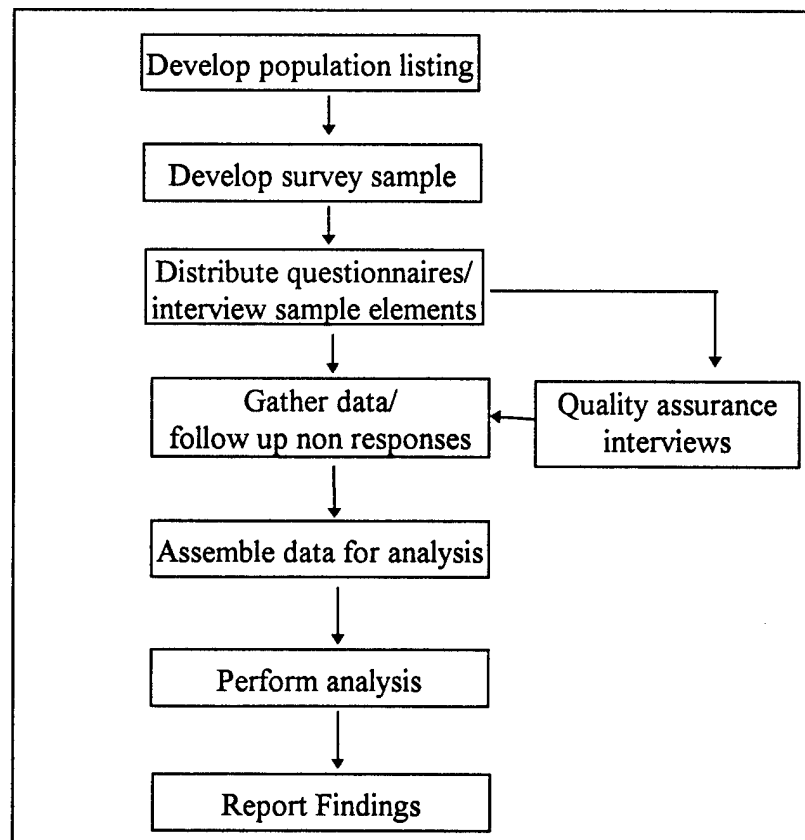 Develop population listing
Develop survey sample
Distribute questionnaires/
interview sample elements
Gather data/
follow up non responses
Quality assurance
interviews
Assemble data for analysis
Perform analysis
Report Findings